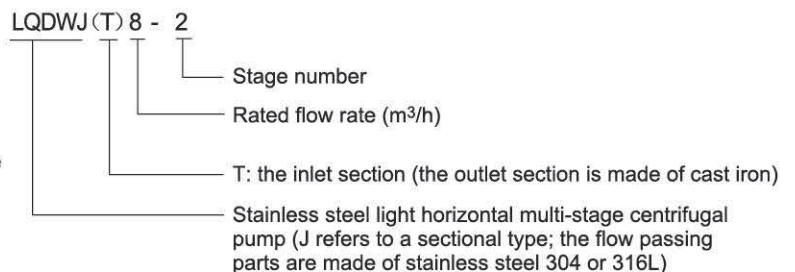 LQDWJ(T) 8 - 2
Stage number
Rated flow rate (m³/h)
T: the inlet section (the outlet section is made of cast iron)
Stainless steel light horizontal multi-stage centrifugal
pump (J refers to a sectional type; the flow passing
parts are made of stainless steel 304 or 316L)